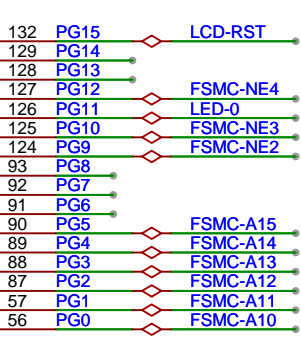 132 PG15 LCD-RST
129 PG14
128 PG13
127 PG12 FSMC-NE4
126 PG11 LED-0
125 PG10 FSMC-NE3
124 PG9 FSMC-NE2
93 PG8
92 PG7
91 PG6
90 PG5 FSMC-A15
89 PG4 FSMC-A14
88 PG3 FSMC-A13
87 PG2 FSMC-A12
57 PG1 FSMC-A11
56 PG0 FSMC-A10